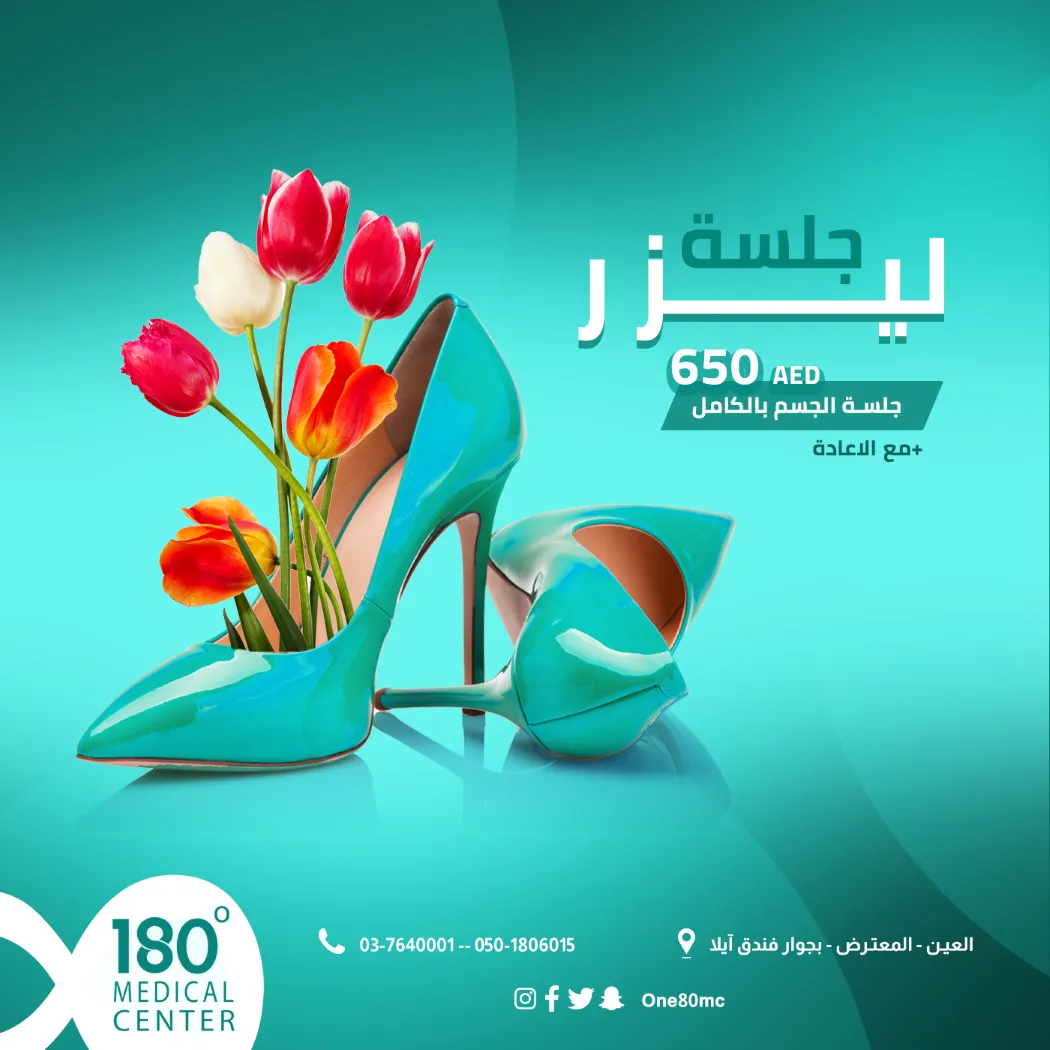 جلسة
ليزر
650 AED
جلسة الجسم بالكامل
+مع الاعادة
180°
MEDICAL
CENTER
03-7640001 -- 050-1806015
العين - المعترض - بجوار فندق آيلا
One80mc